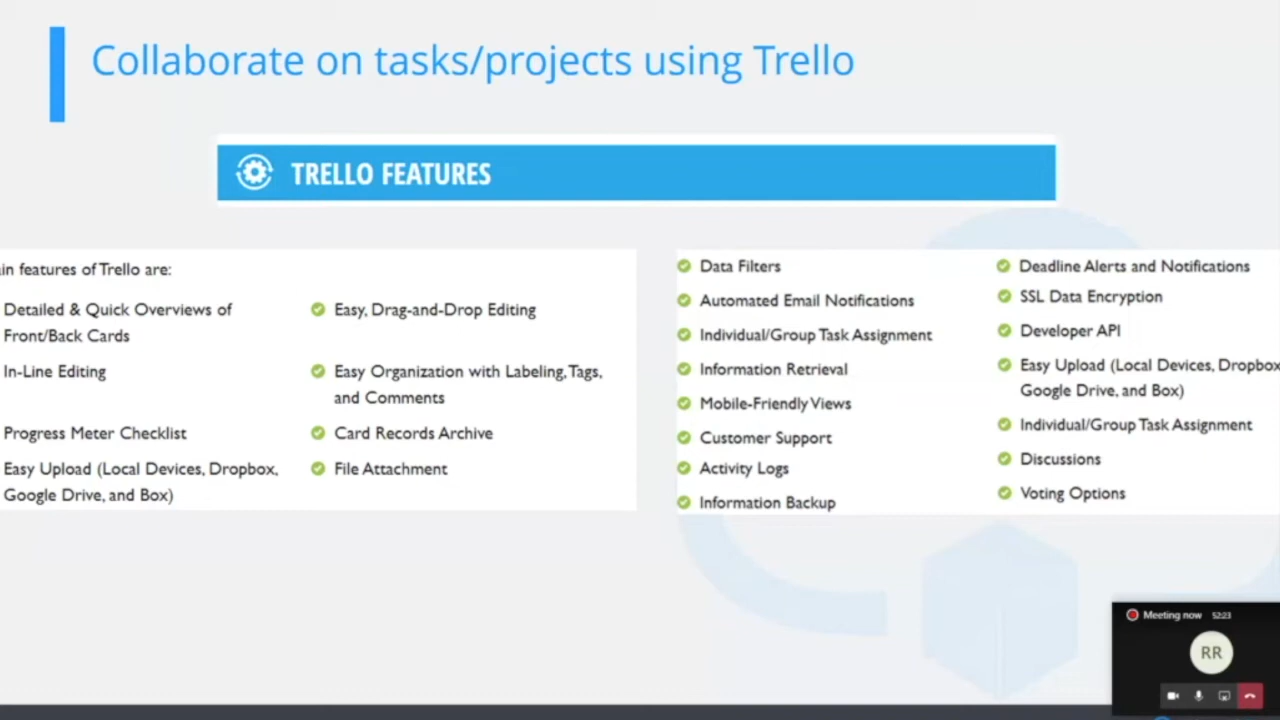 Collaborate on tasks/projects using Trello
TRELLO FEATURES
features of Trello are:
Detailed & Quick Overviews of
Front/Back Cards
In-Line Editing
Progress Meter Checklist
Easy Upload (Local Devices, Dropbox,
Google Drive, and Box)
Easy, Drag-and-Drop Editing
Easy Organization with Labeling, Tags,
and Comments
Card Records Archive
File Attachment
Data Filters
Automated Email Notifications
Individual/Group Task Assignment
Information Retrieval
Mobile-Friendly Views
Customer Support
Activity Logs
Information Backup
Deadline Alerts and Notifications
SSL Data Encryption
Developer API
Easy Upload (Local Devices, Dropbox
Google Drive, and Box)
Individual/Group Task Assignment
Discussions
Voting Options
Meeting now 52:23
RR